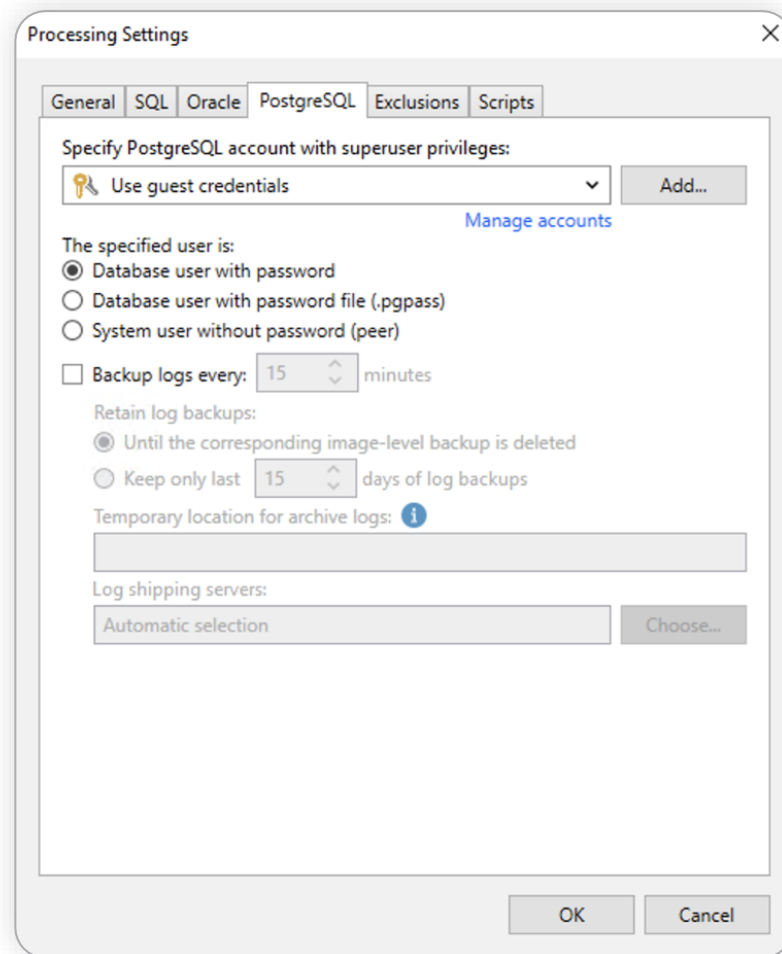 Processing Settings
General SQL Oracle PostgreSQL Exclusions Scripts
Specify PostgreSQL account with superuser privileges:
Use guest credentials Add...
Manage accounts
The specified user is:
Database user with password
Database user with password file (.pgpass)
System user without password (peer)
Backup logs every: 15 minutes
Retain log backups:
Until the corresponding image-level backup is deleted
Keep only last 15 days of log backups
Temporary location for archive logs: i
Log shipping servers:
Automatic selection Choose...
OK Cancel